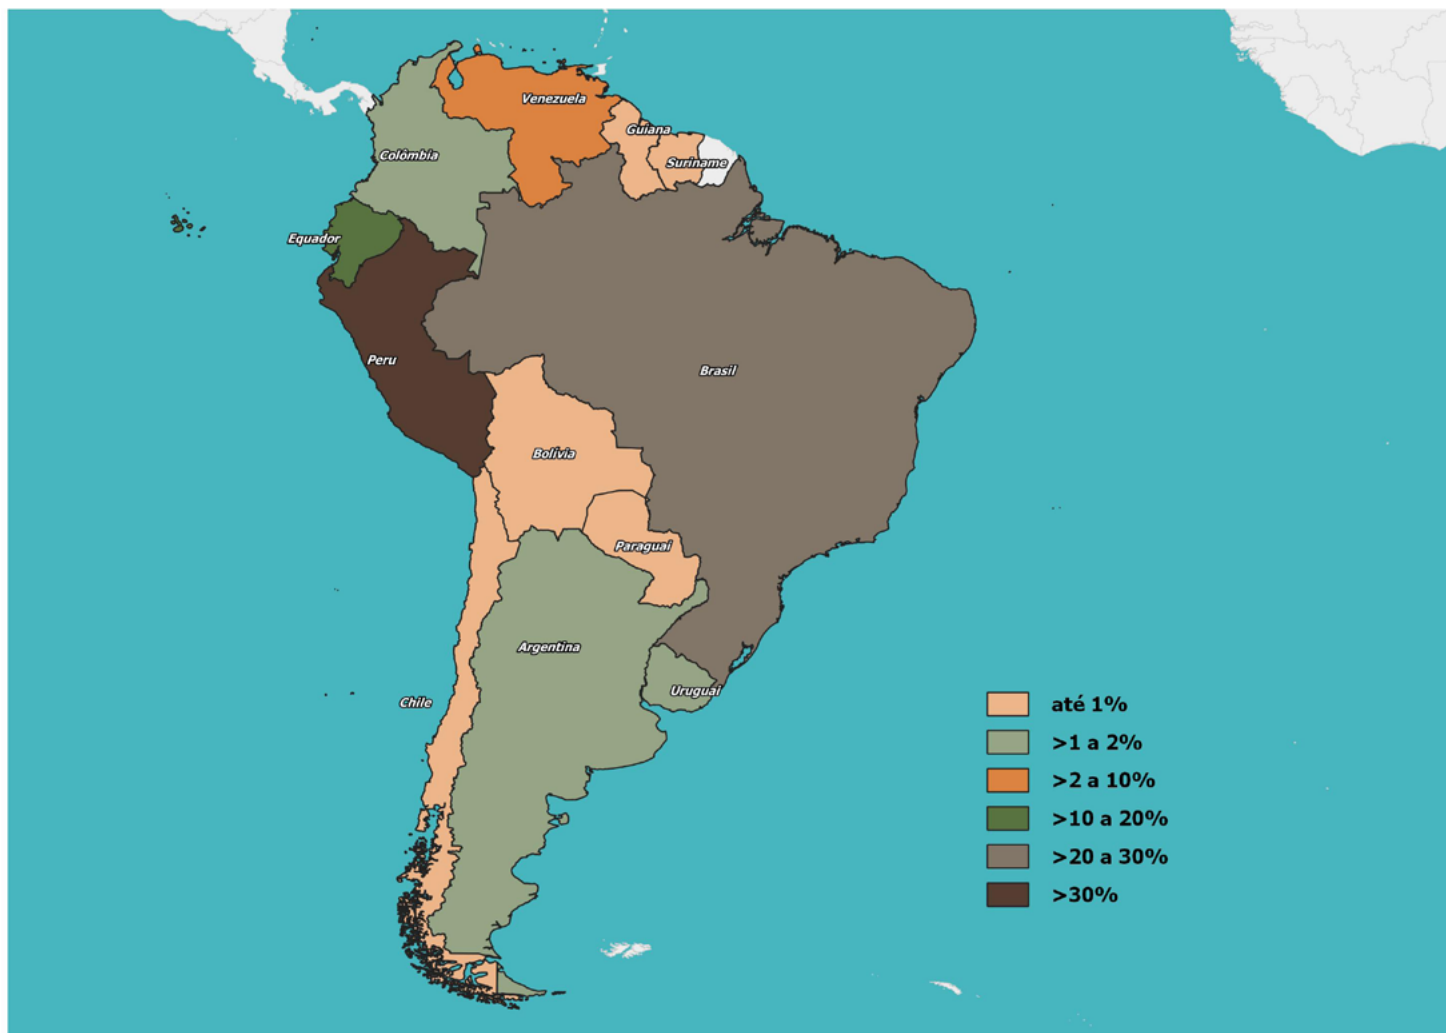 Venezuela
Guiana
Colômbia
Suriname
Equador
Peru
Brasil
Bolívia
Paraguai
Argentina
Uruguai
Chile
até 1%
>1 a 2%
>2 a 10%
>10 a 20%
>20 a 30%
>30%